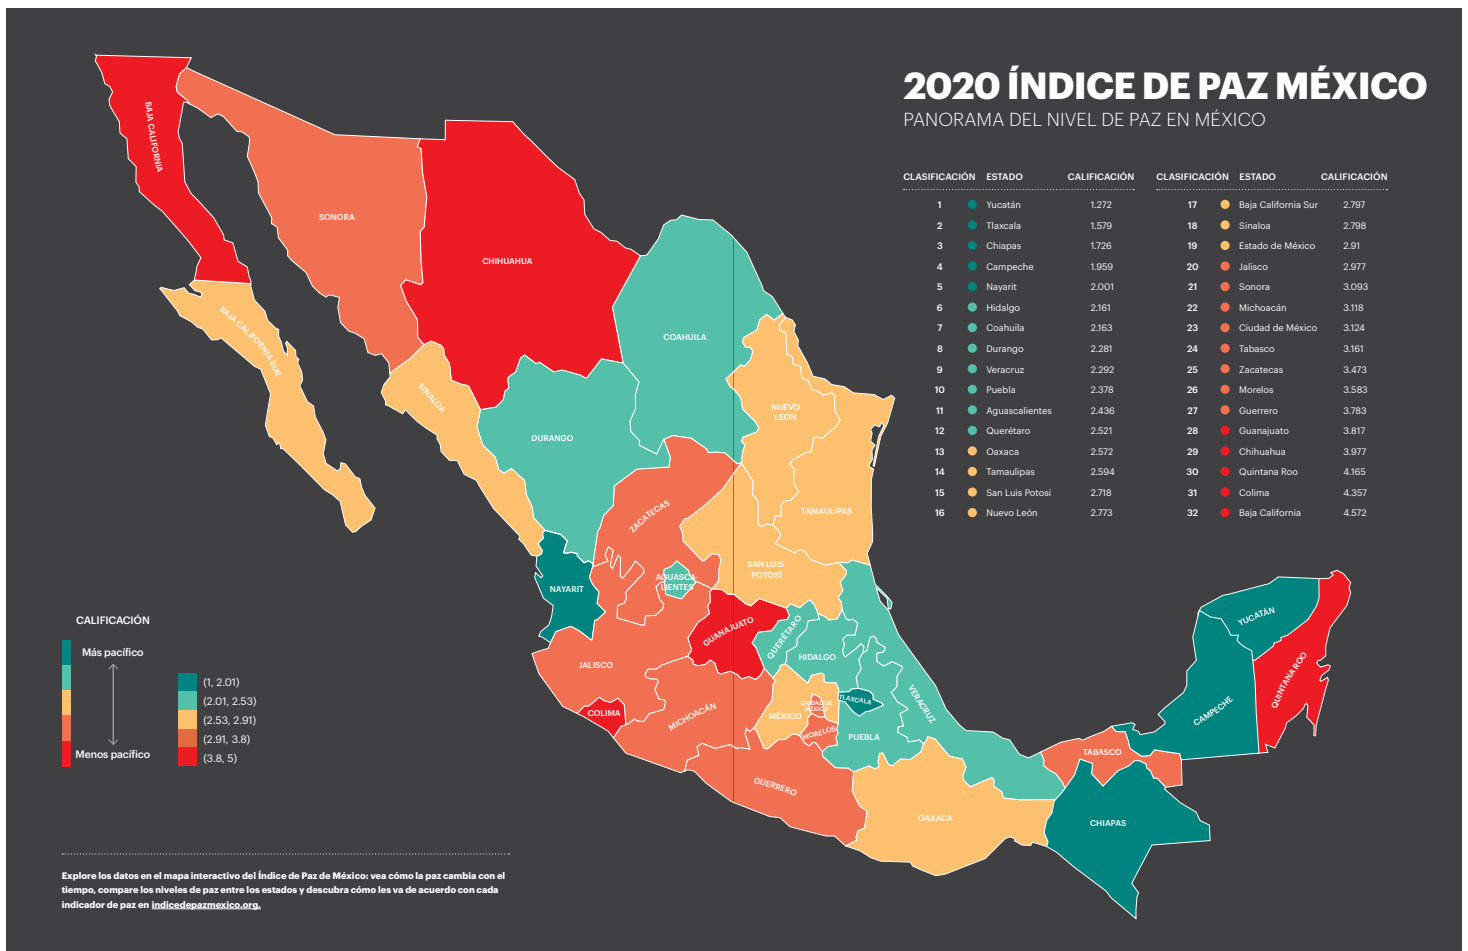 2020 ÍNDICE DE PAZ MÉXICO
PANORAMA DEL NIVEL DE PAZ EN MÉXICO
CLASIFICACIÓN ESTADO CALIFICACIÓN
1 Yucatán 1.272
2 Tlaxcala 1.579
3 Chiapas 1.726
4 Campeche 1.959
5 Nayarit 2.001
6 Hidalgo 2.161
7 Coahuila 2.163
8 Durango 2.281
9 Veracruz 2.292
10 Puebla 2.378
11 Aguascalientes 2.436
12 Querétaro 2.521
13 Oaxaca 2.572
14 Tamaulipas 2.594
15 San Luis Potosí 2.718
16 Nuevo León 2.773
CLASIFICACIÓN ESTADO CALIFICACIÓN
17 Baja California Sur 2.797
18 Sinaloa 2.798
19 Estado de México 2.91
20 Jalisco 2.977
21 Sonora 3.093
22 Michoacán 3.118
23 Ciudad de México 3.124
24 Tabasco 3.161
25 Zacatecas 3.473
26 Morelos 3.583
27 Guerrero 3.783
28 Guanajuato 3.817
29 Chihuahua 3.977
30 Quintana Roo 4.165
31 Colima 4.357
32 Baja California 4.572
BAJA CALIFORNIA
SONORA
CHIHUAHUA
BAJA CALIFORNIA SUR
COAHUILA
SINALOA
NUEVO
LEÓN
DURANGO
ZACATECAS
TAMAULIPAS
SAN LUIS
POTOSÍ
NAYARIT
AGUASCA-
LIENTES
GUANAJUATO
QUERÉTARO
HIDALGO
JALISCO
COLIMA
MICHOACÁN
MÉXICO
CIUDAD DE
MÉXICO
MORELOS
TLAXCALA
PUEBLA
VERACRUZ
GUERRERO
OAXACA
TABASCO
CHIAPAS
CAMPECHE
YUCATÁN
QUINTANA ROO
CALIFICACIÓN
Más pacífico
Menos pacífico
(1, 2.01)
(2.01, 2.53)
(2.53, 2.91)
(2.91, 3.8)
(3.8, 5)
Explore los datos en el mapa interactivo del Índice de Paz de México: vea cómo la paz cambia con el
tiempo, compare los niveles de paz entre los estados y descubra cómo les va de acuerdo con cada
indicador de paz en indicedepazmexico.org.